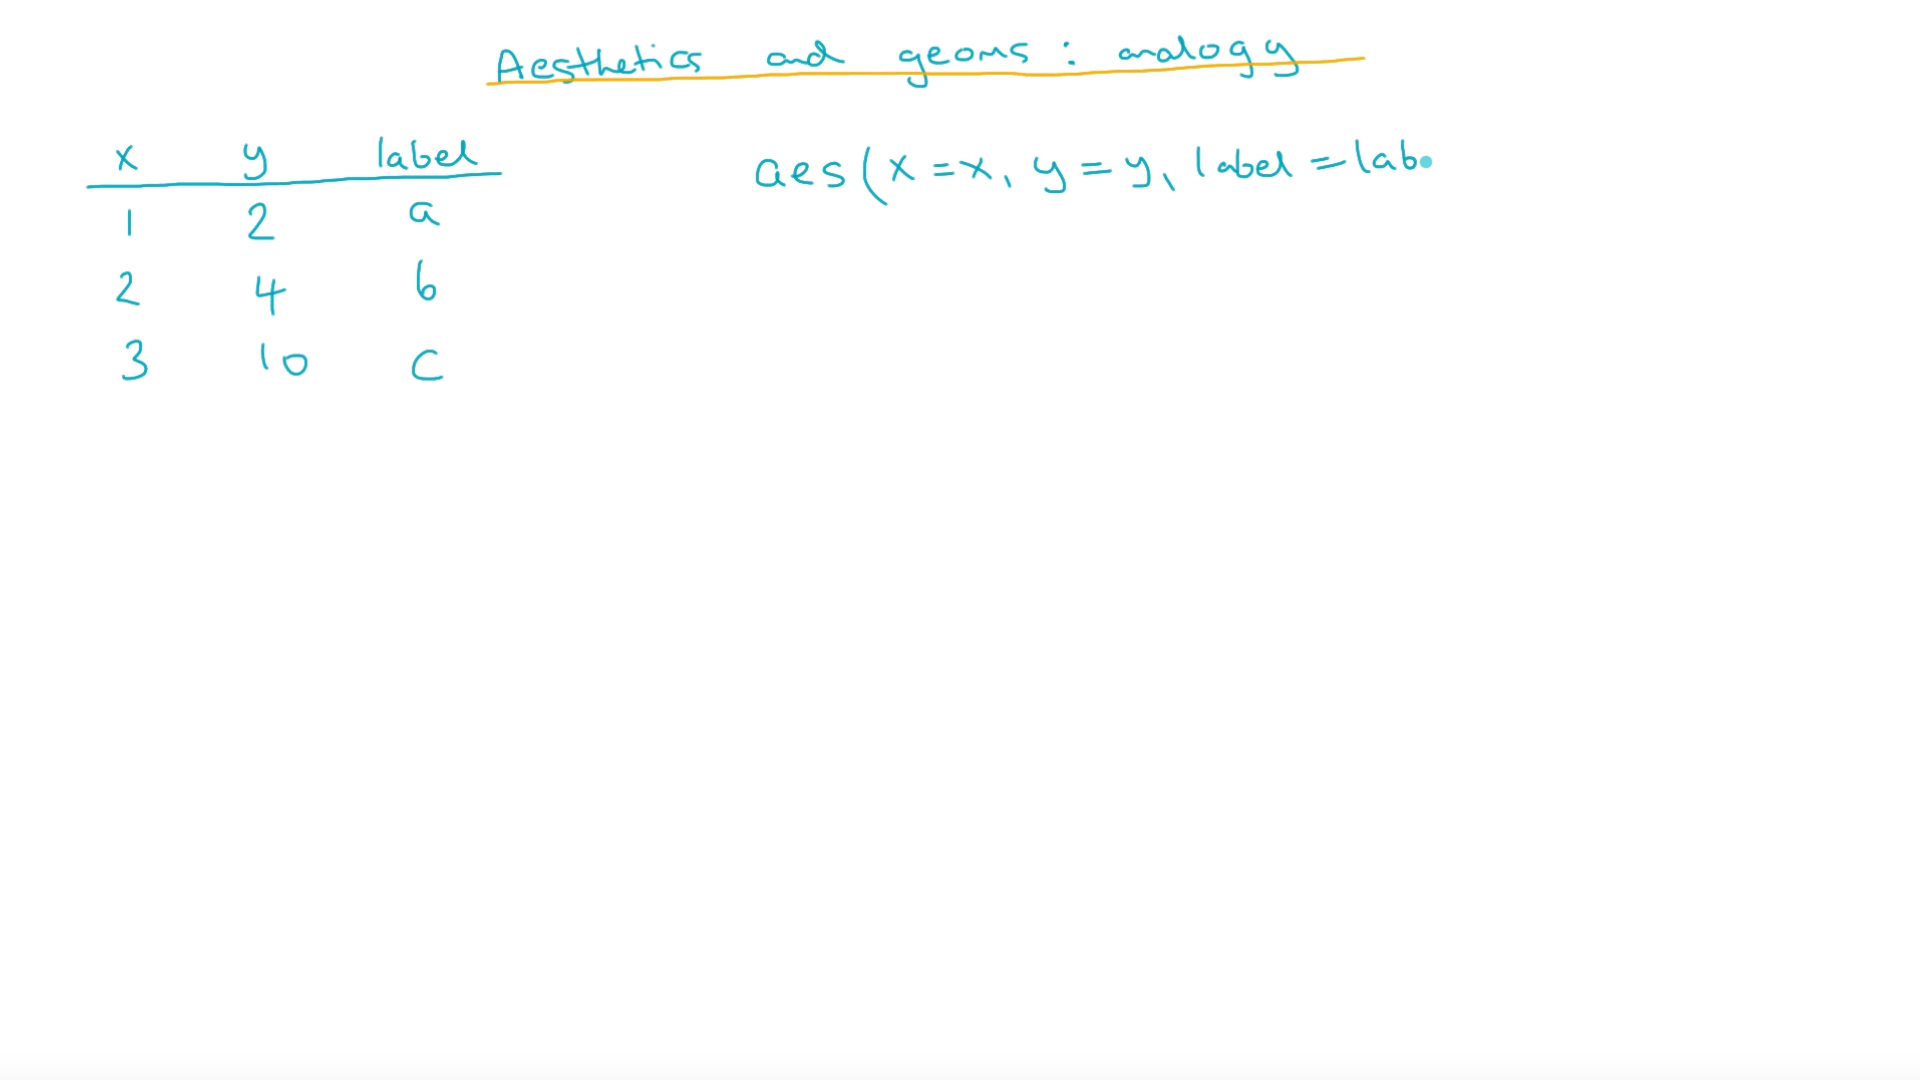 Aesthetics and geoms: analogy
x y label
1 2 a
2 4 b
3 10 c
aes(x=x, y=y, label=lab